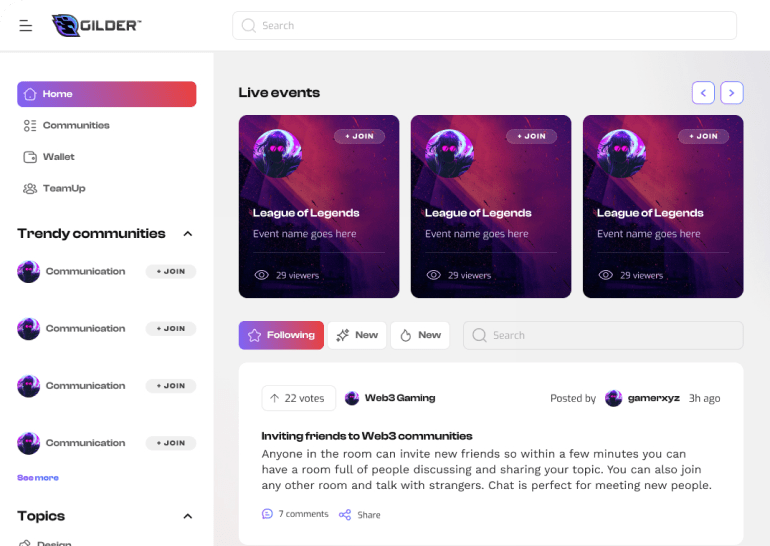 GILDER™
Search
Home
Communities
Wallet
TeamUp
Trendy communities
Communication + JOIN
Communication + JOIN
Communication + JOIN
Communication + JOIN
See more
Topics
Design
Live events
+ JOIN
League of Legends
Event name goes here
29 viewers
+ JOIN
League of Legends
Event name goes here
29 viewers
+ JOIN
League of Legends
Event name goes here
29 viewers
Following New New Search
22 votes Web3 Gaming Posted by gamerxyz 3h ago
Inviting friends to Web3 communities
Anyone in the room can invite new friends so within a few minutes you can
have a room full of people discussing and sharing your topic. You can also join
any other room and talk with strangers. Chat is perfect for meeting new people.
7 comments Share